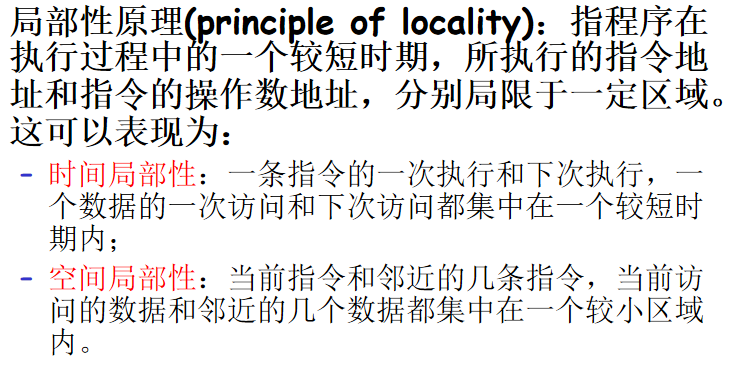 局部性原理(principle of locality)：指程序在
执行过程中的一个较短时期，所执行的指令地
址和指令的操作数地址，分别局限于一定区域。
这可以表现为：
– 时间局部性：一条指令的一次执行和下次执行，一
个数据的一次访问和下次访问都集中在一个较短时
期内；
– 空间局部性：当前指令和邻近的几条指令，当前访
问的数据和邻近的几个数据都集中在一个较小区域
内。